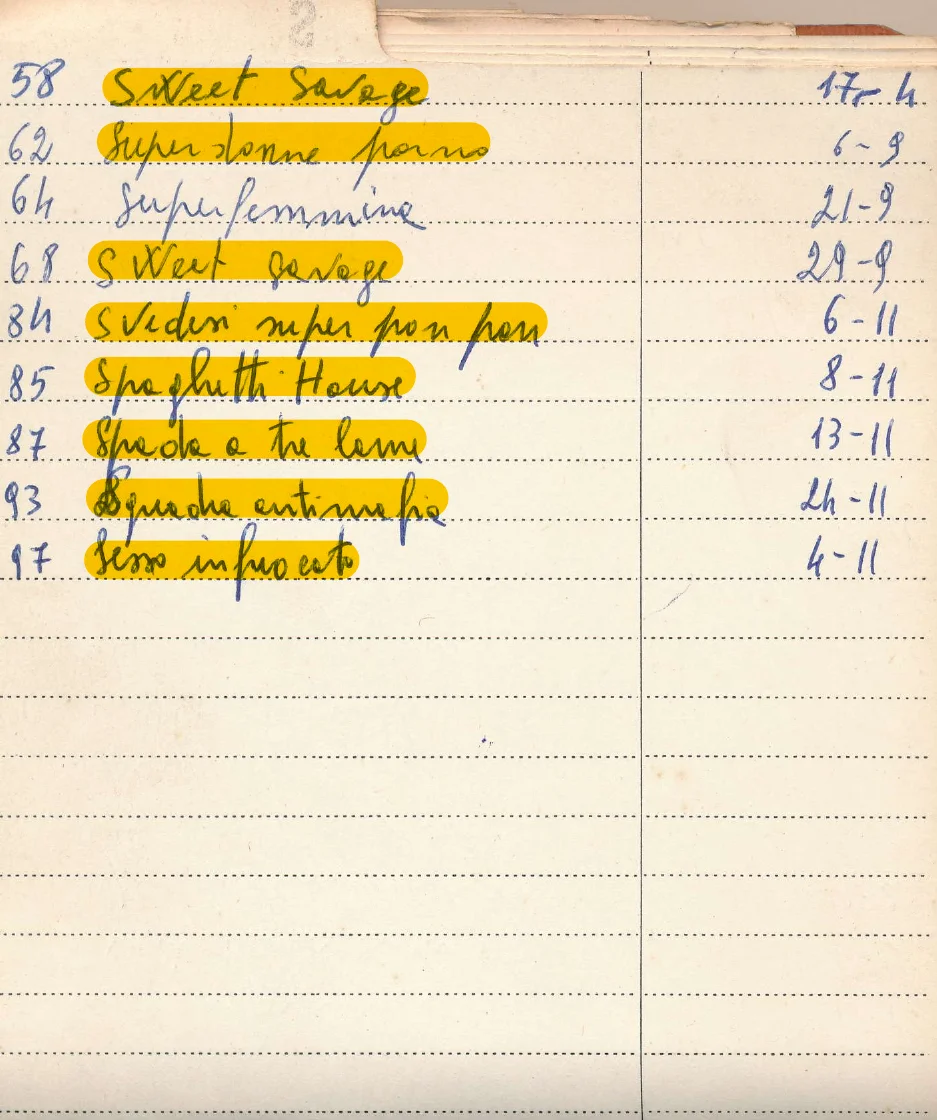 2
58 Sweet Savage 17-4
62 Superdonne porno 6-9
64 Superfemmina 21-9
68 Sweet savage 29-9
84 Svedesi super pon pon 6-11
85 Spaghetti House 8-11
87 Spada a tre lame 13-11
93 Squadra antimafia 24-11
97 Sesso infuocato 4-11